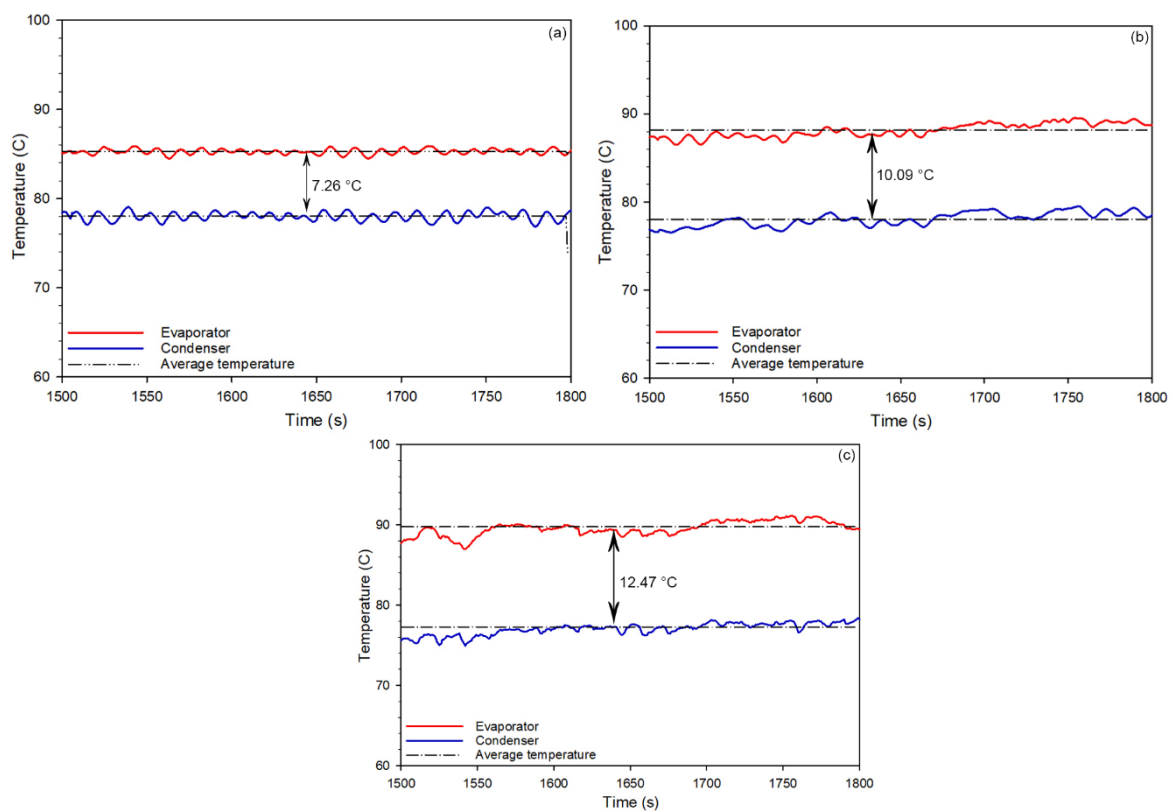 (a)
100
90
80
70
60
Temperature (C)
7.26 °C
Evaporator
Condenser
Average temperature
1500 1550 1600 1650 1700 1750 1800
Time (s)
(b)
100
90
80
70
60
Temperature (C)
10.09 °C
Evaporator
Condenser
Average temperature
1500 1550 1600 1650 1700 1750 1800
Time (s)
(c)
100
90
80
70
60
Temperature (C)
12.47 °C
Evaporator
Condenser
Average temperature
1500 1550 1600 1650 1700 1750 1800
Time (s)